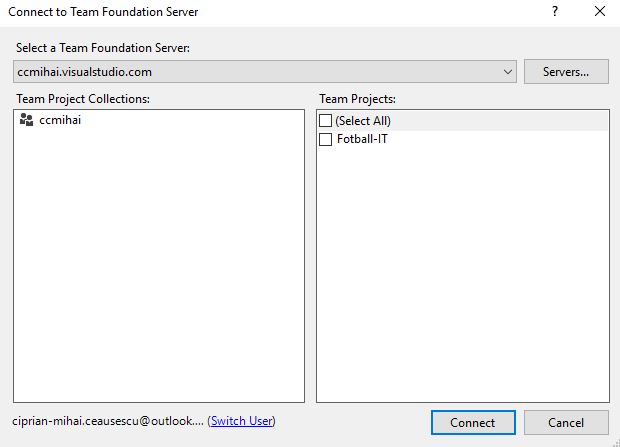 Connect to Team Foundation Server
?
Select a Team Foundation Server:
ccmihai.visualstudio.com
Servers...
Team Project Collections:
Team Projects:
ccmihai
(Select All)
Fotball-IT
ciprian-mihai.ceausescu@outlook.... (Switch User)
Connect
Cancel